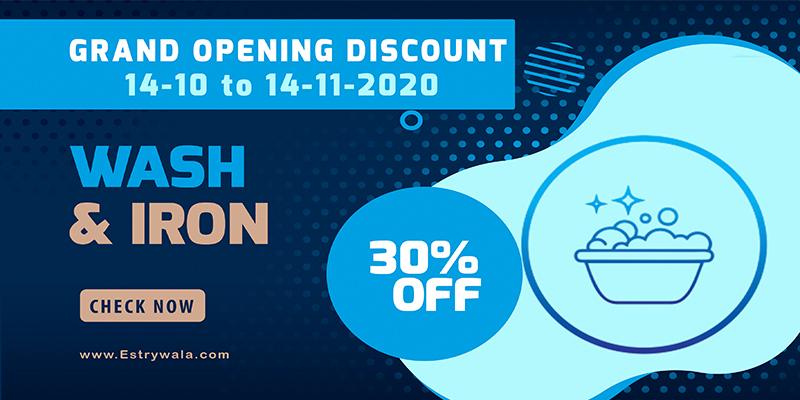 GRAND OPENING DISCOUNT
14-10 to 14-11-2020
WASH
& IRON
30%
OFF
CHECK NOW
www.Estrywala.com